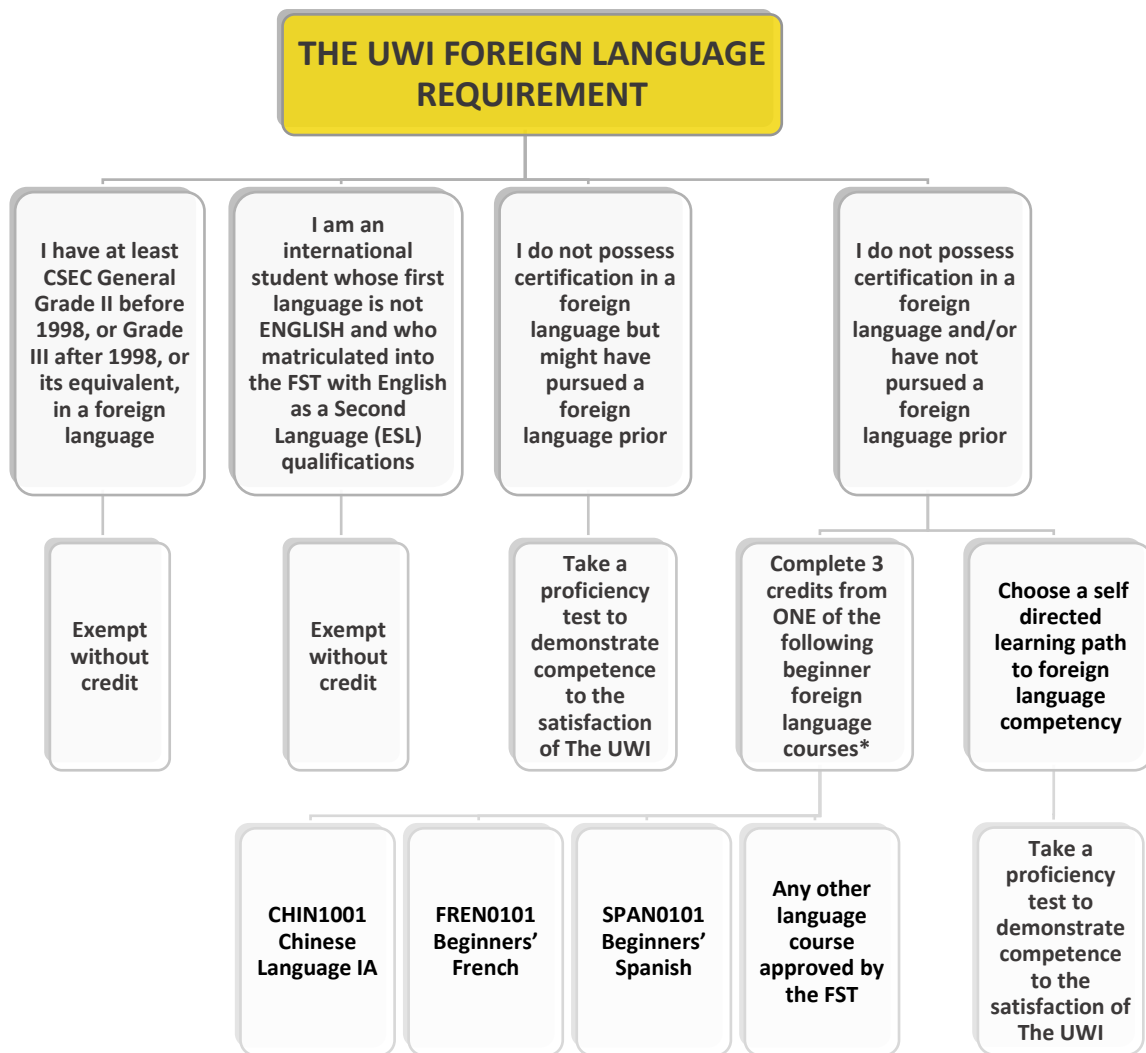 THE UWI FOREIGN LANGUAGE
REQUIREMENT
I have at least
CSEC General
Grade II before
1998, or Grade
III after 1998, or
its equivalent,
in a foreign
language
I am an
international
student whose first
language is not
ENGLISH and who
matriculated into
the FST with English
as a Second
Language (ESL)
qualifications
I do not possess
certification in a
foreign
language but
might have
pursued a
foreign
language prior
I do not possess
certification in a
foreign
language and/or
have not
pursued a
foreign
language prior
Exempt
without
credit
Exempt
without
credit
Take a
proficiency
test to
demonstrate
competence
to the
satisfaction
of The UWI
Complete 3
credits from
ONE of the
following
beginner
foreign
language
courses*
Choose a self
directed
learning path
to foreign
language
competency
CHIN1001
Chinese
Language IA
FREN0101
Beginners’
French
SPAN0101
Beginners’
Spanish
Any other
language
course
approved by
the FST
Take a
proficiency
test to
demonstrate
competence
to the
satisfaction of
The UWI